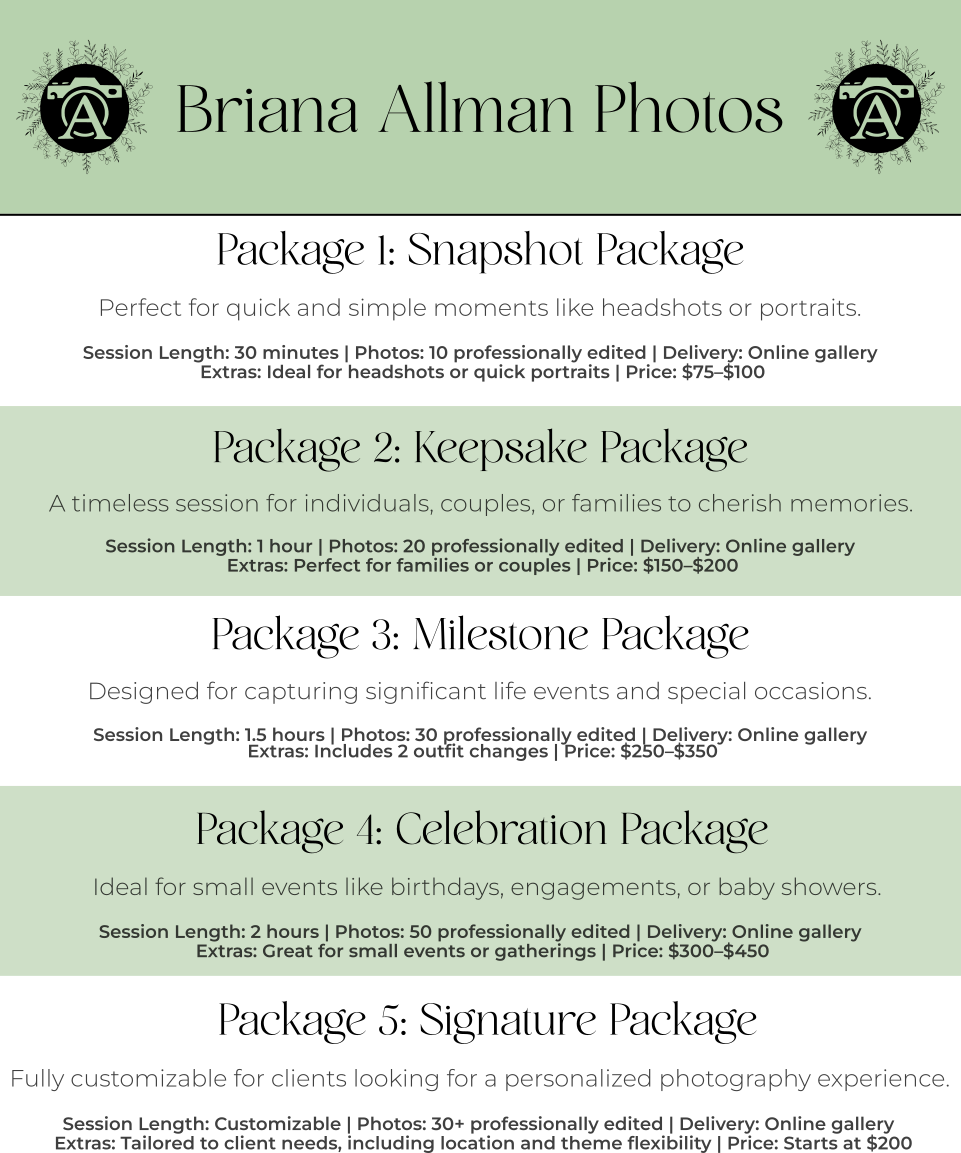 Briana Allman Photos
Package 1: Snapshot Package
Perfect for quick and simple moments like headshots or portraits.
Session Length: 30 minutes | Photos: 10 professionally edited | Delivery: Online gallery
Extras: Ideal for headshots or quick portraits | Price: $75–$100
Package 2: Keepsake Package
A timeless session for individuals, couples, or families to cherish memories.
Session Length: 1 hour | Photos: 20 professionally edited | Delivery: Online gallery
Extras: Perfect for families or couples | Price: $150–$200
Package 3: Milestone Package
Designed for capturing significant life events and special occasions.
Session Length: 1.5 hours | Photos: 30 professionally edited | Delivery: Online gallery
Extras: Includes 2 outfit changes | Price: $250–$350
Package 4: Celebration Package
Ideal for small events like birthdays, engagements, or baby showers.
Session Length: 2 hours | Photos: 50 professionally edited | Delivery: Online gallery
Extras: Great for small events or gatherings | Price: $300–$450
Package 5: Signature Package
Fully customizable for clients looking for a personalized photography experience.
Session Length: Customizable | Photos: 30+ professionally edited | Delivery: Online gallery
Extras: Tailored to client needs, including location and theme flexibility | Price: Starts at $200